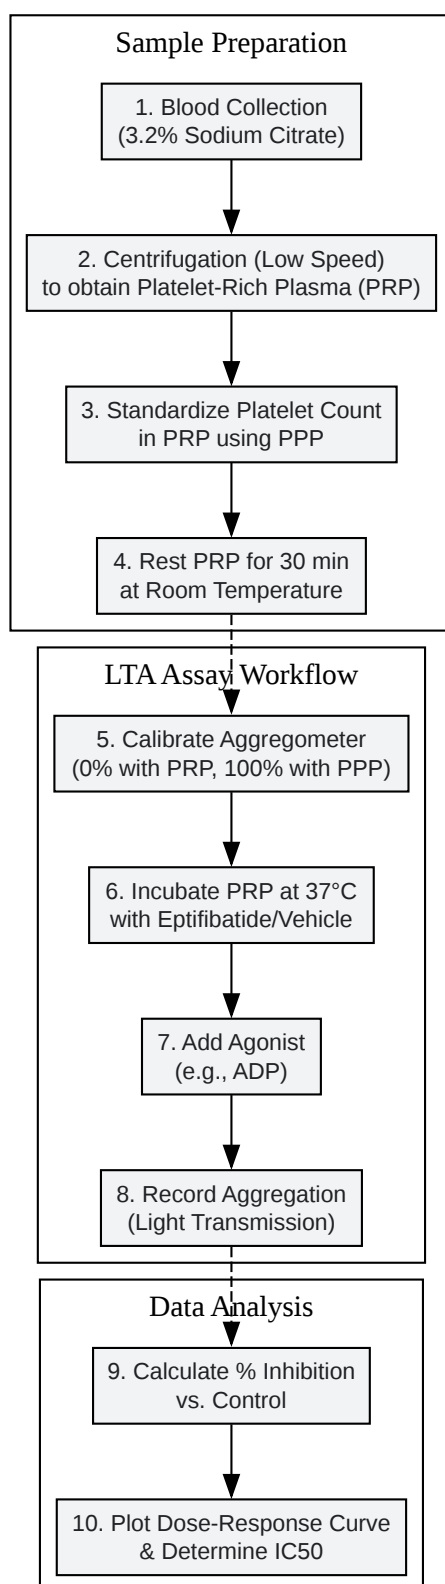 Sample Preparation
1. Blood Collection
(3.2% Sodium Citrate)
2. Centrifugation (Low Speed)
to obtain Platelet-Rich Plasma (PRP)
3. Standardize Platelet Count
in PRP using PPP
4. Rest PRP for 30 min
at Room Temperature
LTA Assay Workflow
5. Calibrate Aggregometer
(0% with PRP, 100% with PPP)
6. Incubate PRP at 37°C
with Eptifibatide/Vehicle
7. Add Agonist
(e.g., ADP)
8. Record Aggregation
(Light Transmission)
Data Analysis
9. Calculate % Inhibition
vs. Control
10. Plot Dose-Response Curve
& Determine IC50